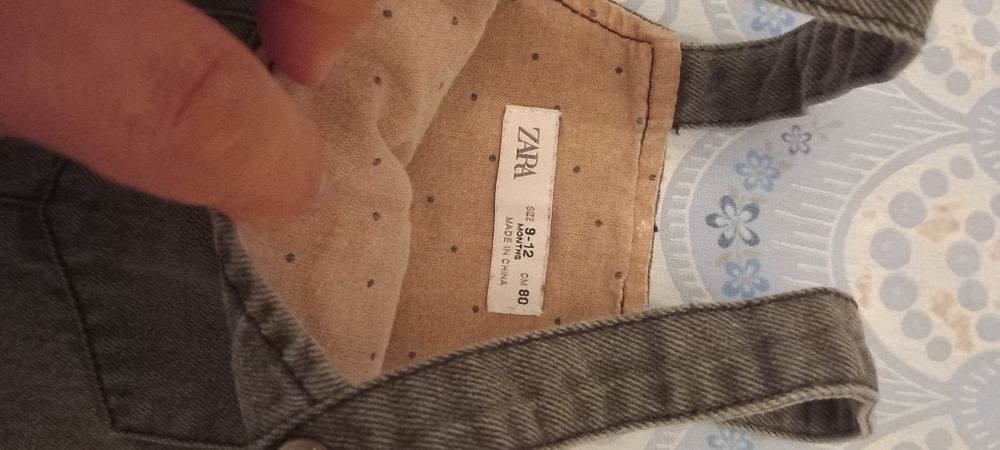 ZARA
SIZE 9-12 CM 80
MONTHS
MADE IN CHINA